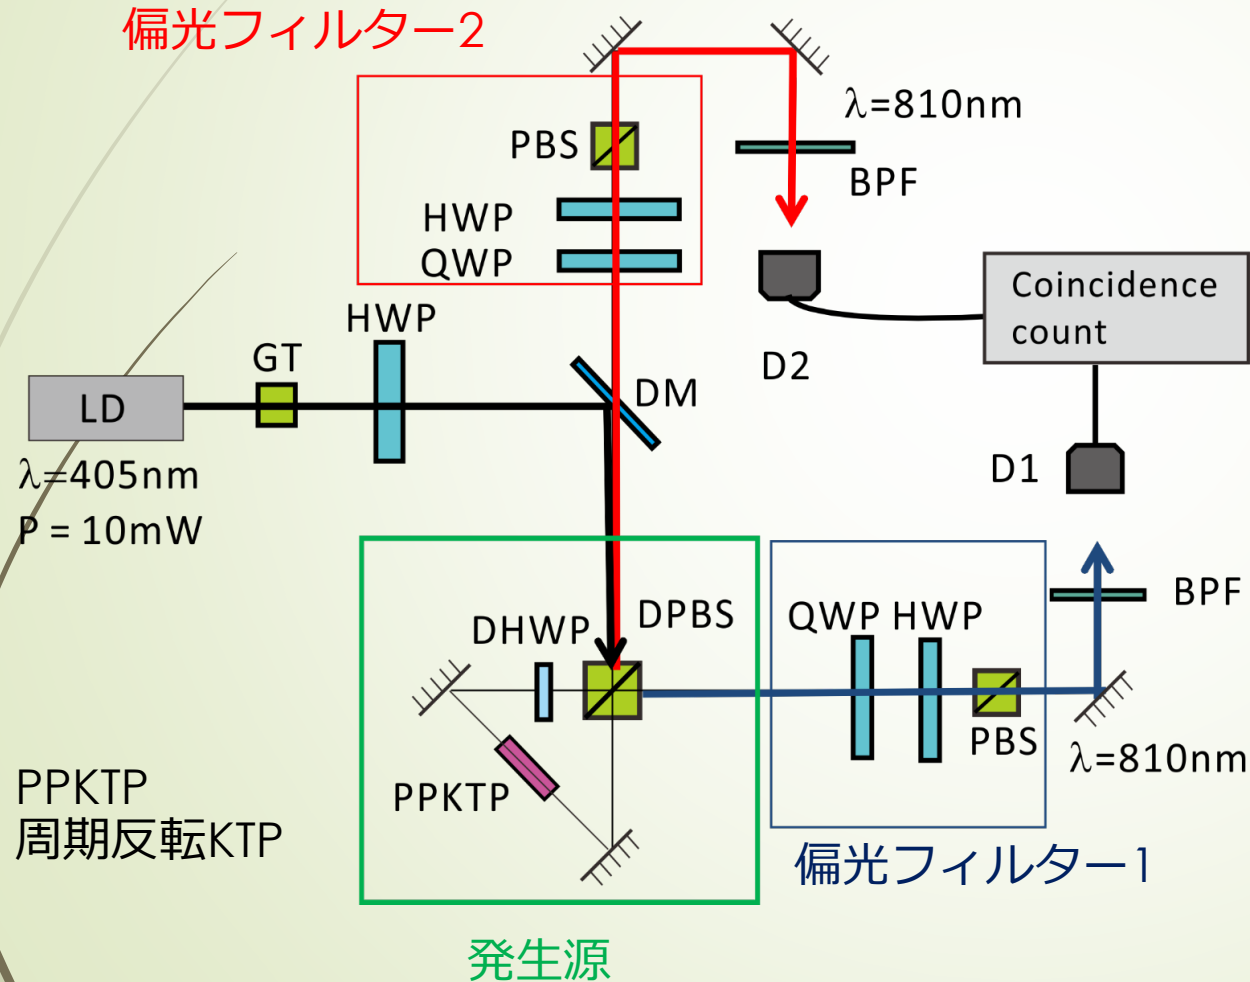 偏光フィルター2
λ=810nm
PBS
BPF
HWP
QWP
HWP
Coincidence
count
GT
D2
DM
LD
D1
λ=405nm
P = 10mW
BPF
DHWP
DPBS
QWP
HWP
PBS
λ=810nm
PPKTP
PPKTP
周期反転KTP
偏光フィルター1
発生源